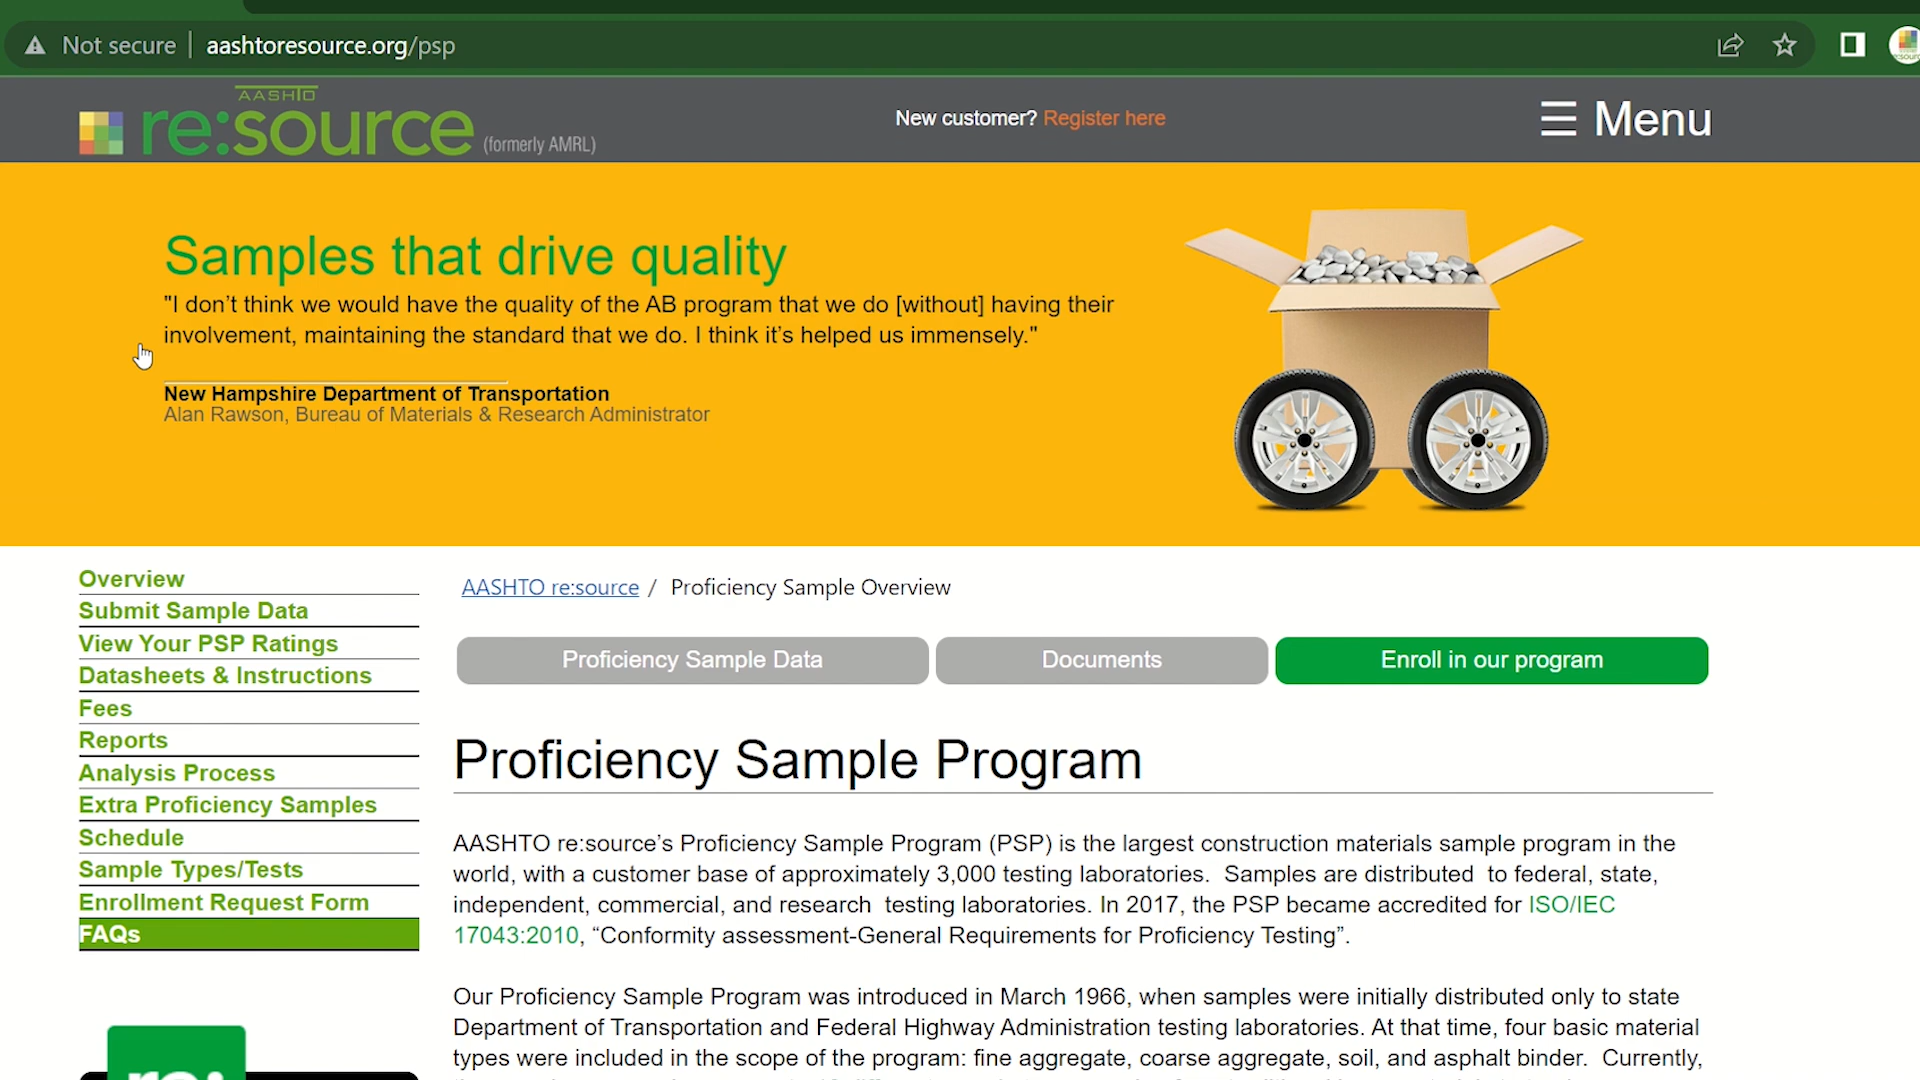 Not secure | aashtoresource.org/psp
AASHTO
re:source (formerly AMRL)
New customer? Register here
Menu
Samples that drive quality
"I don’t think we would have the quality of the AB program that we do [without] having their
involvement, maintaining the standard that we do. I think it’s helped us immensely."
New Hampshire Department of Transportation
Alan Rawson, Bureau of Materials & Research Administrator
Overview
Submit Sample Data
View Your PSP Ratings
Datasheets & Instructions
Fees
Reports
Analysis Process
Extra Proficiency Samples
Schedule
Sample Types/Tests
Enrollment Request Form
FAQs
AASHTO re:source / Proficiency Sample Overview
Proficiency Sample Data
Documents
Enroll in our program
Proficiency Sample Program
AASHTO re:source’s Proficiency Sample Program (PSP) is the largest construction materials sample program in the
world, with a customer base of approximately 3,000 testing laboratories. Samples are distributed to federal, state,
independent, commercial, and research testing laboratories. In 2017, the PSP became accredited for ISO/IEC
17043:2010, “Conformity assessment-General Requirements for Proficiency Testing”.
Our Proficiency Sample Program was introduced in March 1966, when samples were initially distributed only to state
Department of Transportation and Federal Highway Administration testing laboratories. At that time, four basic material
types were included in the scope of the program: fine aggregate, coarse aggregate, soil, and asphalt binder. Currently,
re: